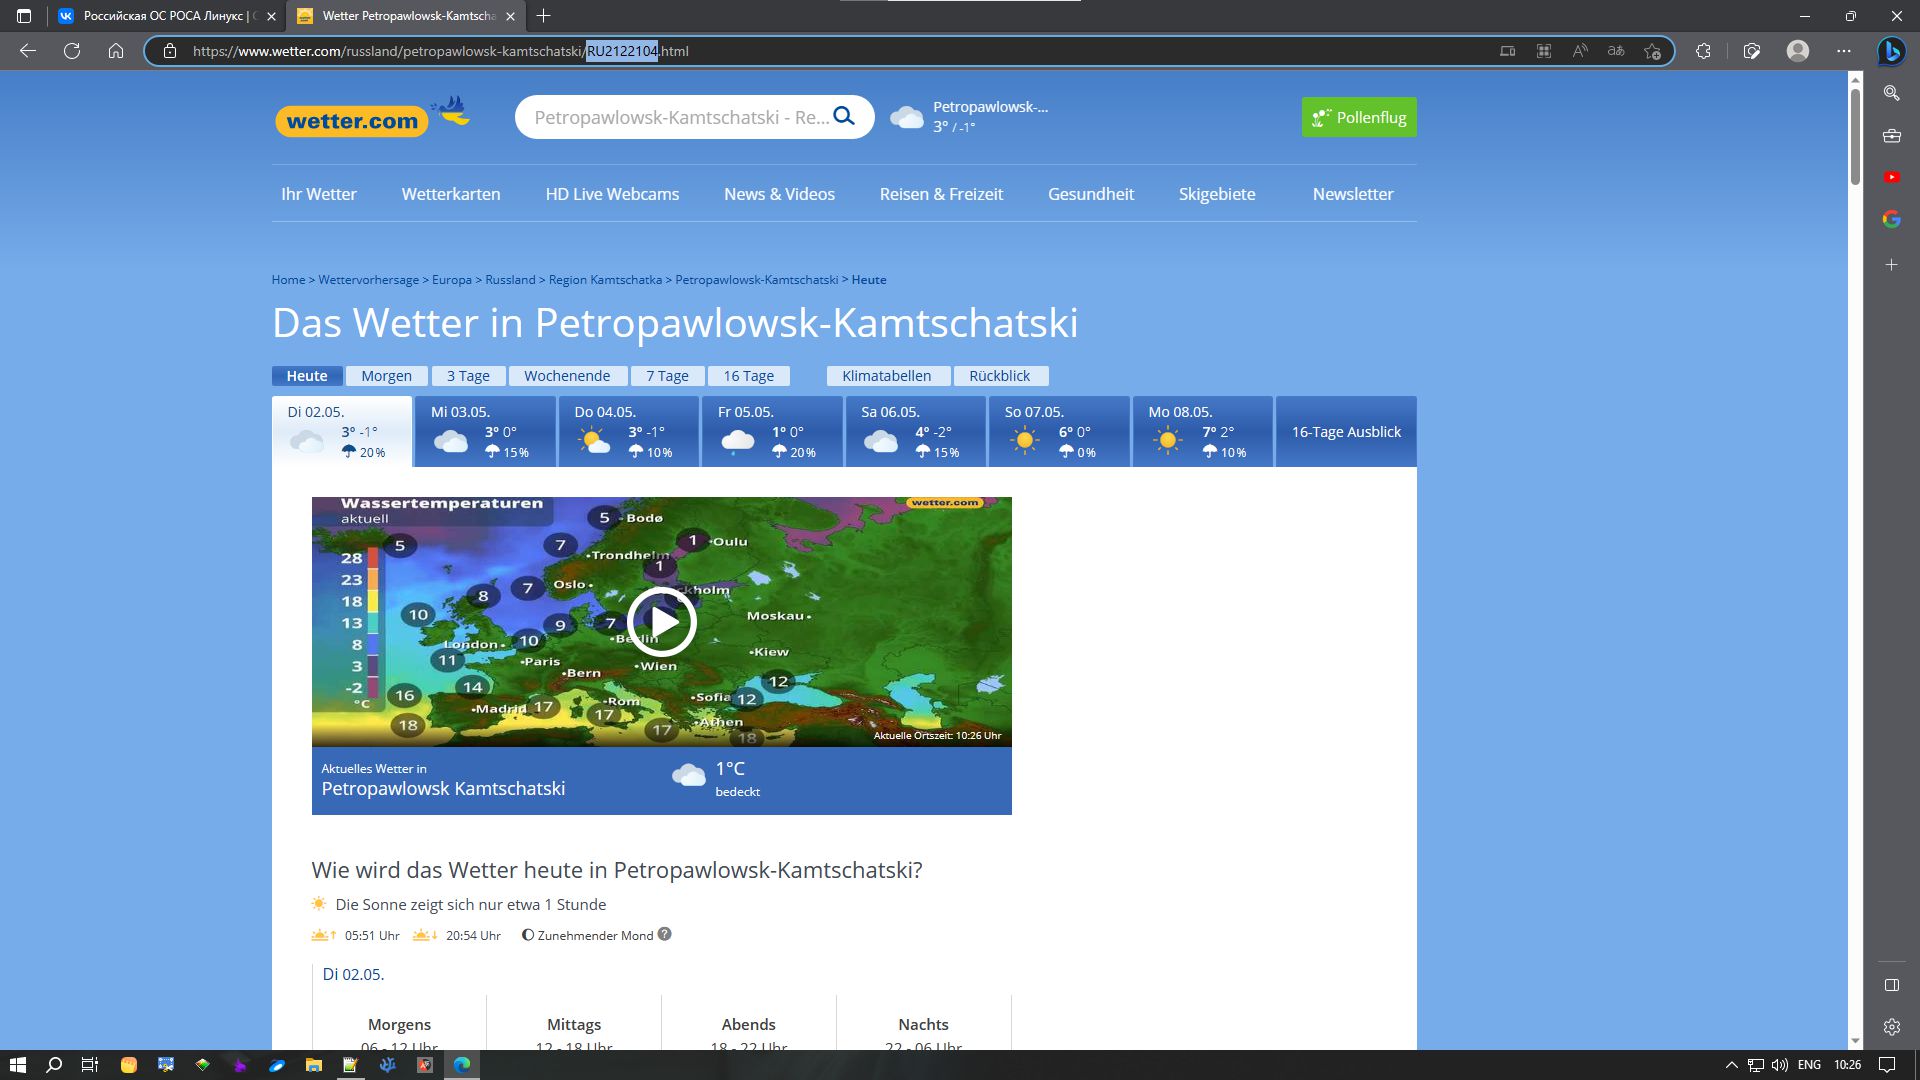 Российская ОС РОСА Линукс |
Wetter Petropawlowsk-Kamtscha
https://www.wetter.com/russland/petropawlowsk-kamtschatski/RU2122104.html
wetter.com
Petropawlowsk-Kamtschatski - Re...
Petropawlowsk-...
3° / -1°
Pollenflug
Ihr Wetter Wetterkarten HD Live Webcams News & Videos Reisen & Freizeit Gesundheit Skigebiete Newsletter
Home > Wettervorhersage > Europa > Russland > Region Kamtschatka > Petropawlowsk-Kamtschatski > Heute
Das Wetter in Petropawlowsk-Kamtschatski
Heute Morgen 3 Tage Wochenende 7 Tage 16 Tage Klimatabellen Rückblick
Di 02.05. Mi 03.05. Do 04.05. Fr 05.05. Sa 06.05. So 07.05. Mo 08.05.
3° -1° 3° 0° 3° -1° 1° 0° 4° -2° 6° 0° 7° 2° 16-Tage Ausblick
20% 15% 10% 20% 15% 0% 10%
Wassertemperaturen
aktuell
wetter.com
5 Bodø
5 7 1 Oulu
28 Trondheim
1
23 7 Oslo
8 kholm
18
10 Moskau
13 9 7
8 London 10 Berlin
11 Paris Wien Kiew
3 Bern
-2 16 14 Sofia 12 12
°C Madrid 17 Rom
17
18 17 Athen 18
Aktuelle Ortszeit: 10:26 Uhr
Aktuelles Wetter in
Petropawlowsk Kamtschatski
1°C
bedeckt
Wie wird das Wetter heute in Petropawlowsk-Kamtschatski?
Die Sonne zeigt sich nur etwa 1 Stunde
05:51 Uhr 20:54 Uhr Zunehmender Mond ?
Di 02.05.
Morgens Mittags Abends Nachts
06 - 12 Uhr 12 - 18 Uhr 18 - 22 Uhr 22 - 06 Uhr
ENG 10:26